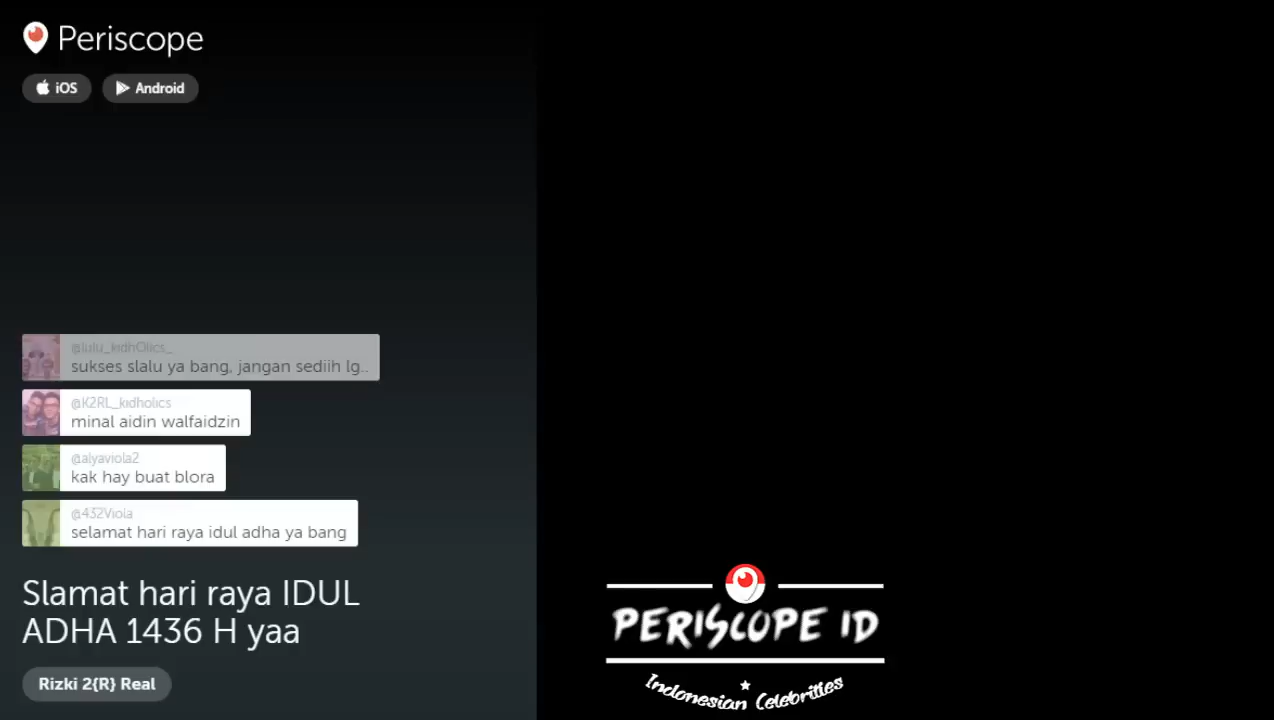 Periscope
iOS Android
@lulu_kidhOlics_
sukses slalu ya bang, jangan sediih lg..
@K2RL_kidholics
minal aidin walfaidzin
@alyaviola2
kak hay buat blora
@432Viola
selamat hari raya idul adha ya bang
Slamat hari raya IDUL
ADHA 1436 H yaa
Rizki 2{R} Real
PERISCOPE ID
Indonesian Celebrities